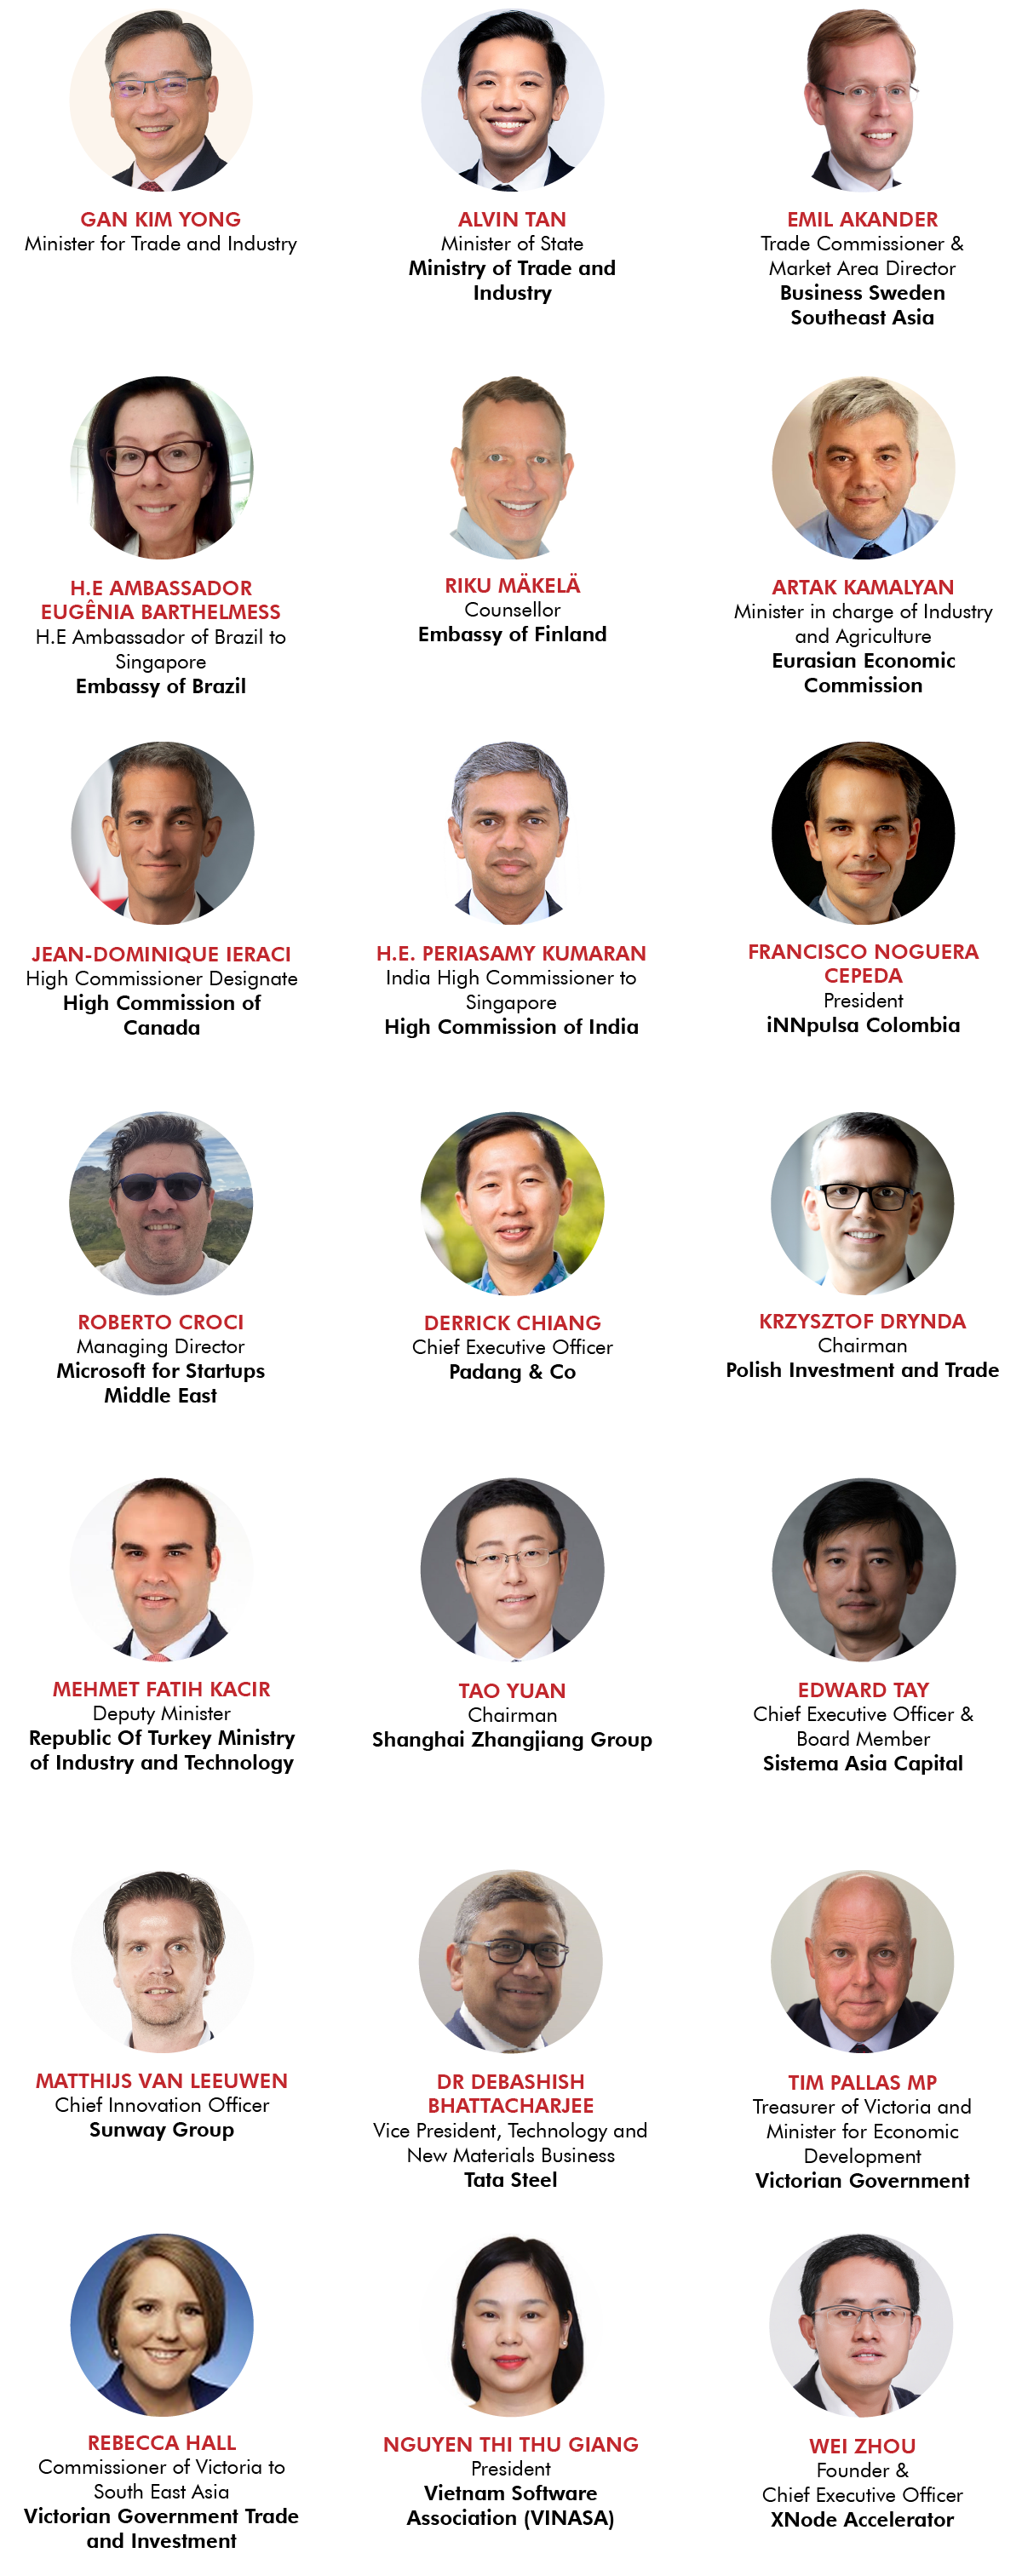 GAN KIM YONG
Minister for Trade and Industry
ALVIN TAN
Minister of State
Ministry of Trade and
Industry
EMIL AKANDER
Trade Commissioner &
Market Area Director
Business Sweden
Southeast Asia
H.E AMBASSADOR
EUGÊNIA BARTHELMESS
H.E Ambassador of Brazil to
Singapore
Embassy of Brazil
RIKU MÄKELÄ
Counsellor
Embassy of Finland
ARTAK KAMALYAN
Minister in charge of Industry
and Agriculture
Eurasian Economic
Commission
JEAN-DOMINIQUE IERACI
High Commissioner Designate
High Commission of
Canada
H.E. PERIASAMY KUMARAN
India High Commissioner to
Singapore
High Commission of India
FRANCISCO NOGUERA
CEPEDA
President
iNNpulsa Colombia
ROBERTO CROCI
Managing Director
Microsoft for Startups
Middle East
DERRICK CHIANG
Chief Executive Officer
Padang & Co
KRZYSZTOF DRYNDA
Chairman
Polish Investment and Trade
MEHMET FATIH KACIR
Deputy Minister
Republic Of Turkey Ministry
of Industry and Technology
TAO YUAN
Chairman
Shanghai Zhangjiang Group
EDWARD TAY
Chief Executive Officer &
Board Member
Sistema Asia Capital
MATTHIJS VAN LEEUWEN
Chief Innovation Officer
Sunway Group
DR DEBASHISH
BHATTACHARJEE
Vice President, Technology and
New Materials Business
Tata Steel
TIM PALLAS MP
Treasurer of Victoria and
Minister for Economic
Development
Victorian Government
REBECCA HALL
Commissioner of Victoria to
South East Asia
Victorian Government Trade
and Investment
NGUYEN THI THU GIANG
President
Vietnam Software
Association (VINASA)
WEI ZHOU
Founder &
Chief Executive Officer
XNode Accelerator